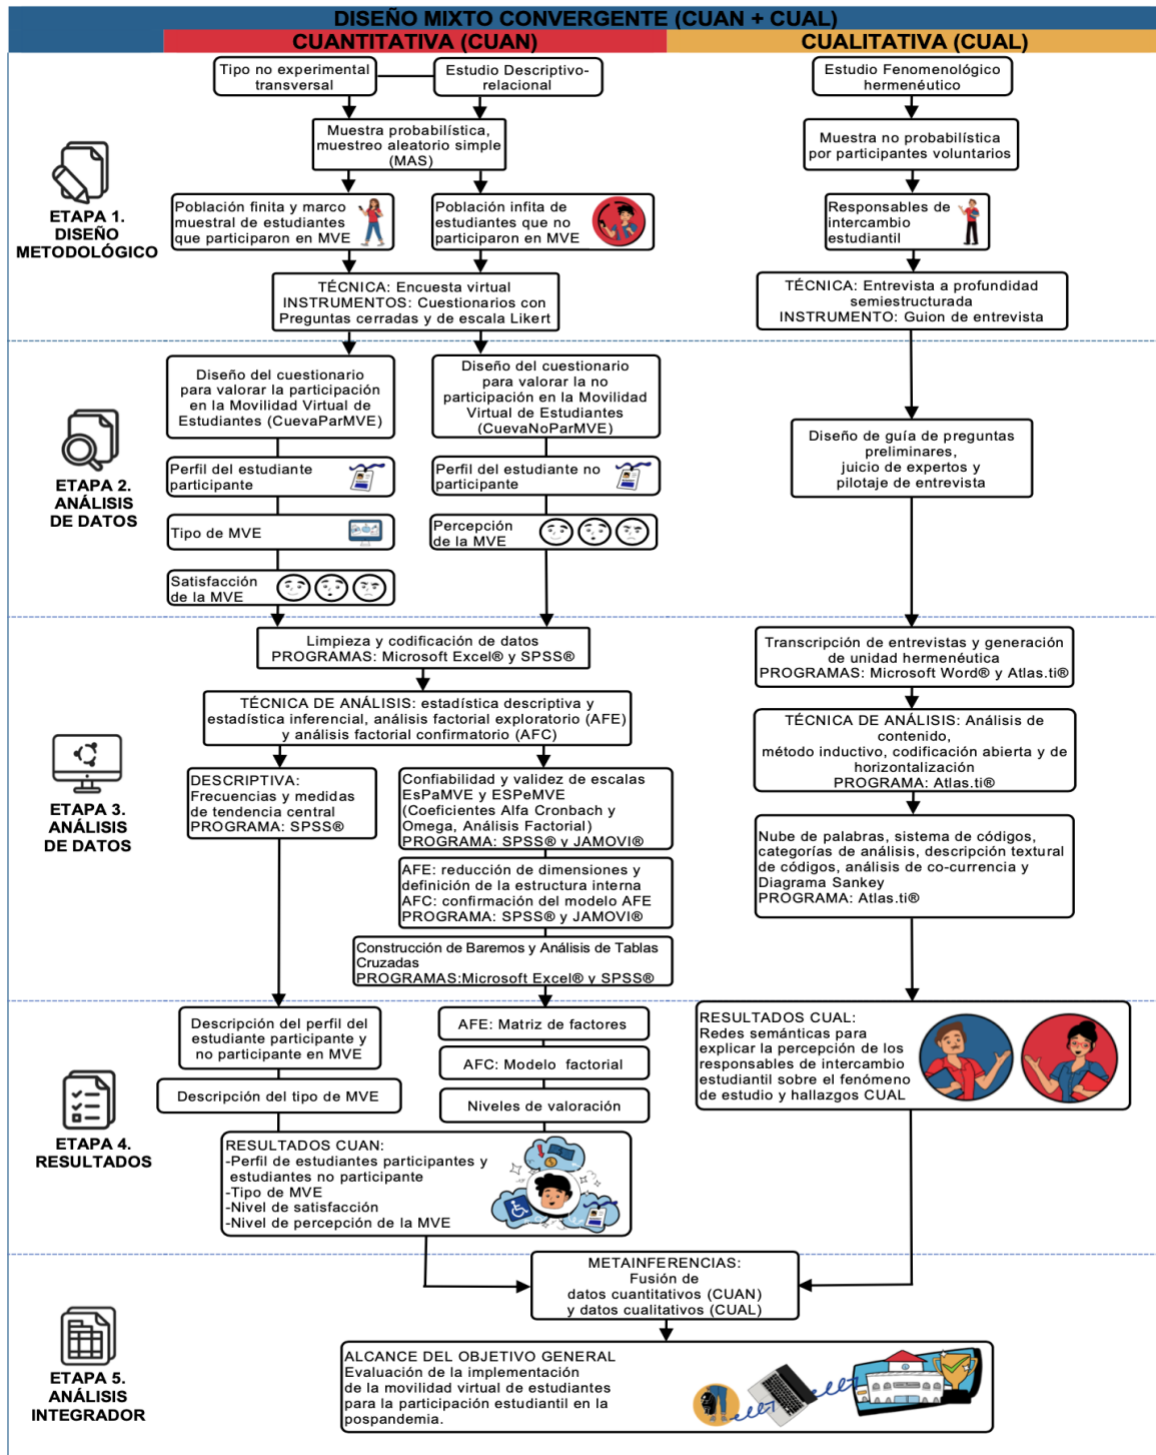 DISEÑO MIXTO CONVERGENTE (CUAN + CUAL)
CUANTITATIVA (CUAN)
CUALITATIVA (CUAL)
ETAPA 1.
DISEÑO
METODOLÓGICO
Tipo no experimental
transversal
Estudio Descriptivo-
relacional
Muestra probabilística,
muestreo aleatorio simple
(MAS)
Población finita y marco
muestral de estudiantes
que participaron en MVE
Población infita de
estudiantes que no
participaron en MVE
TÉCNICA: Encuesta virtual
INSTRUMENTOS: Cuestionarios con
Preguntas cerradas y de escala Likert
Estudio Fenomenológico
hermenéutico
Muestra no probabilística
por participantes voluntarios
Responsables de
intercambio
estudiantil
TÉCNICA: Entrevista a profundidad
semiestructurada
INSTRUMENTO: Guion de entrevista
ETAPA 2.
ANÁLISIS
DE DATOS
Diseño del cuestionario
para valorar la participación
en la Movilidad Virtual de
Estudiantes (CuevaParMVE)
Perfil del estudiante
participante
Tipo de MVE
Satisfacción
de la MVE
Diseño del cuestionario
para valorar la no
participación en la Movilidad
Virtual de Estudiantes
(CuevaNoParMVE)
Perfil del estudiante no
participante
Percepción
de la MVE
Diseño de guía de preguntas
preliminares,
juicio de expertos y
pilotaje de entrevista
ETAPA 3.
ANÁLISIS
DE DATOS
Limpieza y codificación de datos
PROGRAMAS: Microsoft Excel® y SPSS®
TÉCNICA DE ANÁLISIS: estadística descriptiva y
estadística inferencial, análisis factorial exploratorio (AFE)
y análisis factorial confirmatorio (AFC)
DESCRIPTIVA:
Frecuencias y medidas
de tendencia central
PROGRAMA: SPSS®
Confiabilidad y validez de escalas
EsPaMVE y ESPeMVE
(Coeficientes Alfa Cronbach y
Omega, Análisis Factorial)
PROGRAMA: SPSS® y JAMOVI®
AFE: reducción de dimensiones y
definición de la estructura interna
AFC: confirmación del modelo AFE
PROGRAMA: SPSS® y JAMOVI®
Construcción de Baremos y Análisis de Tablas
Cruzadas
PROGRAMAS:Microsoft Excel® y SPSS®
Transcripción de entrevistas y generación
de unidad hermenéutica
PROGRAMAS: Microsoft Word® y Atlas.ti®
TÉCNICA DE ANÁLISIS: Análisis de
contenido,
método inductivo, codificación abierta y de
horizontalización
PROGRAMA: Atlas.ti®
Nube de palabras, sistema de códigos,
categorías de análisis, descripción textural
de códigos, análisis de co-currencia y
Diagrama Sankey
PROGRAMA: Atlas.ti®
ETAPA 4.
RESULTADOS
Descripción del perfil del
estudiante participante y
no participante en MVE
Descripción del tipo de MVE
AFE: Matriz de factores
AFC: Modelo factorial
Niveles de valoración
RESULTADOS CUAN:
-Perfil de estudiantes participantes y
estudiantes no participante
-Tipo de MVE
-Nivel de satisfacción
-Nivel de percepción de la MVE
RESULTADOS CUAL:
Redes semánticas para
explicar la percepción de los
responsables de intercambio
estudiantil sobre el fenómeno
de estudio y hallazgos CUAL
ETAPA 5.
ANÁLISIS
INTEGRADOR
METAINFERENCIAS:
Fusión de
datos cuantitativos (CUAN)
y datos cualitativos (CUAL)
ALCANCE DEL OBJETIVO GENERAL
Evaluación de la implementación
de la movilidad virtual de estudiantes
para la participación estudiantil en la
pospandemia.